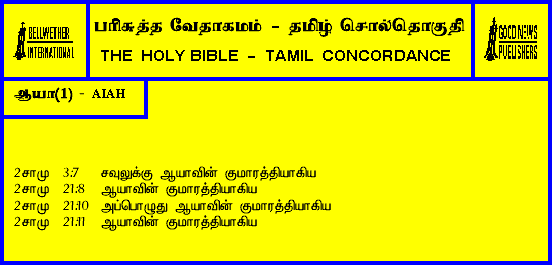 BELLWETHER
INTERNATIONAL
பரிசுத்த வேதாகமம் - தமிழ் சொல்தொகுதி
THE HOLY BIBLE - TAMIL CONCORDANCE
GOOD NEWS
PUBLISHERS
ஆயா(1) - AIAH
2சாமு 3:7 சவுலுக்கு ஆயாவின் குமாரத்தியாகிய
2சாமு 21:8 ஆயாவின் குமாரத்தியாகிய
2சாமு 21:10 அப்பொழுது ஆயாவின் குமாரத்தியாகிய
2சாமு 21:11 ஆயாவின் குமாரத்தியாகிய